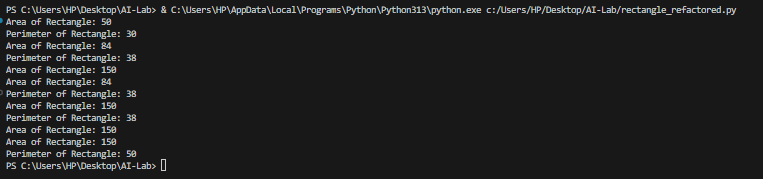 PS C:\Users\HP\Desktop\AI-Lab> & C:\Users\HP\AppData\Local\Programs\Python\Python313\python.exe c:/Users/HP/Desktop/AI-Lab/rectangle_refactored.py
Area of Rectangle: 50
Perimeter of Rectangle: 30
Area of Rectangle: 84
Perimeter of Rectangle: 38
Area of Rectangle: 150
Area of Rectangle: 84
Perimeter of Rectangle: 38
Area of Rectangle: 150
Perimeter of Rectangle: 38
Area of Rectangle: 150
Area of Rectangle: 150
Perimeter of Rectangle: 50
PS C:\Users\HP\Desktop\AI-Lab>